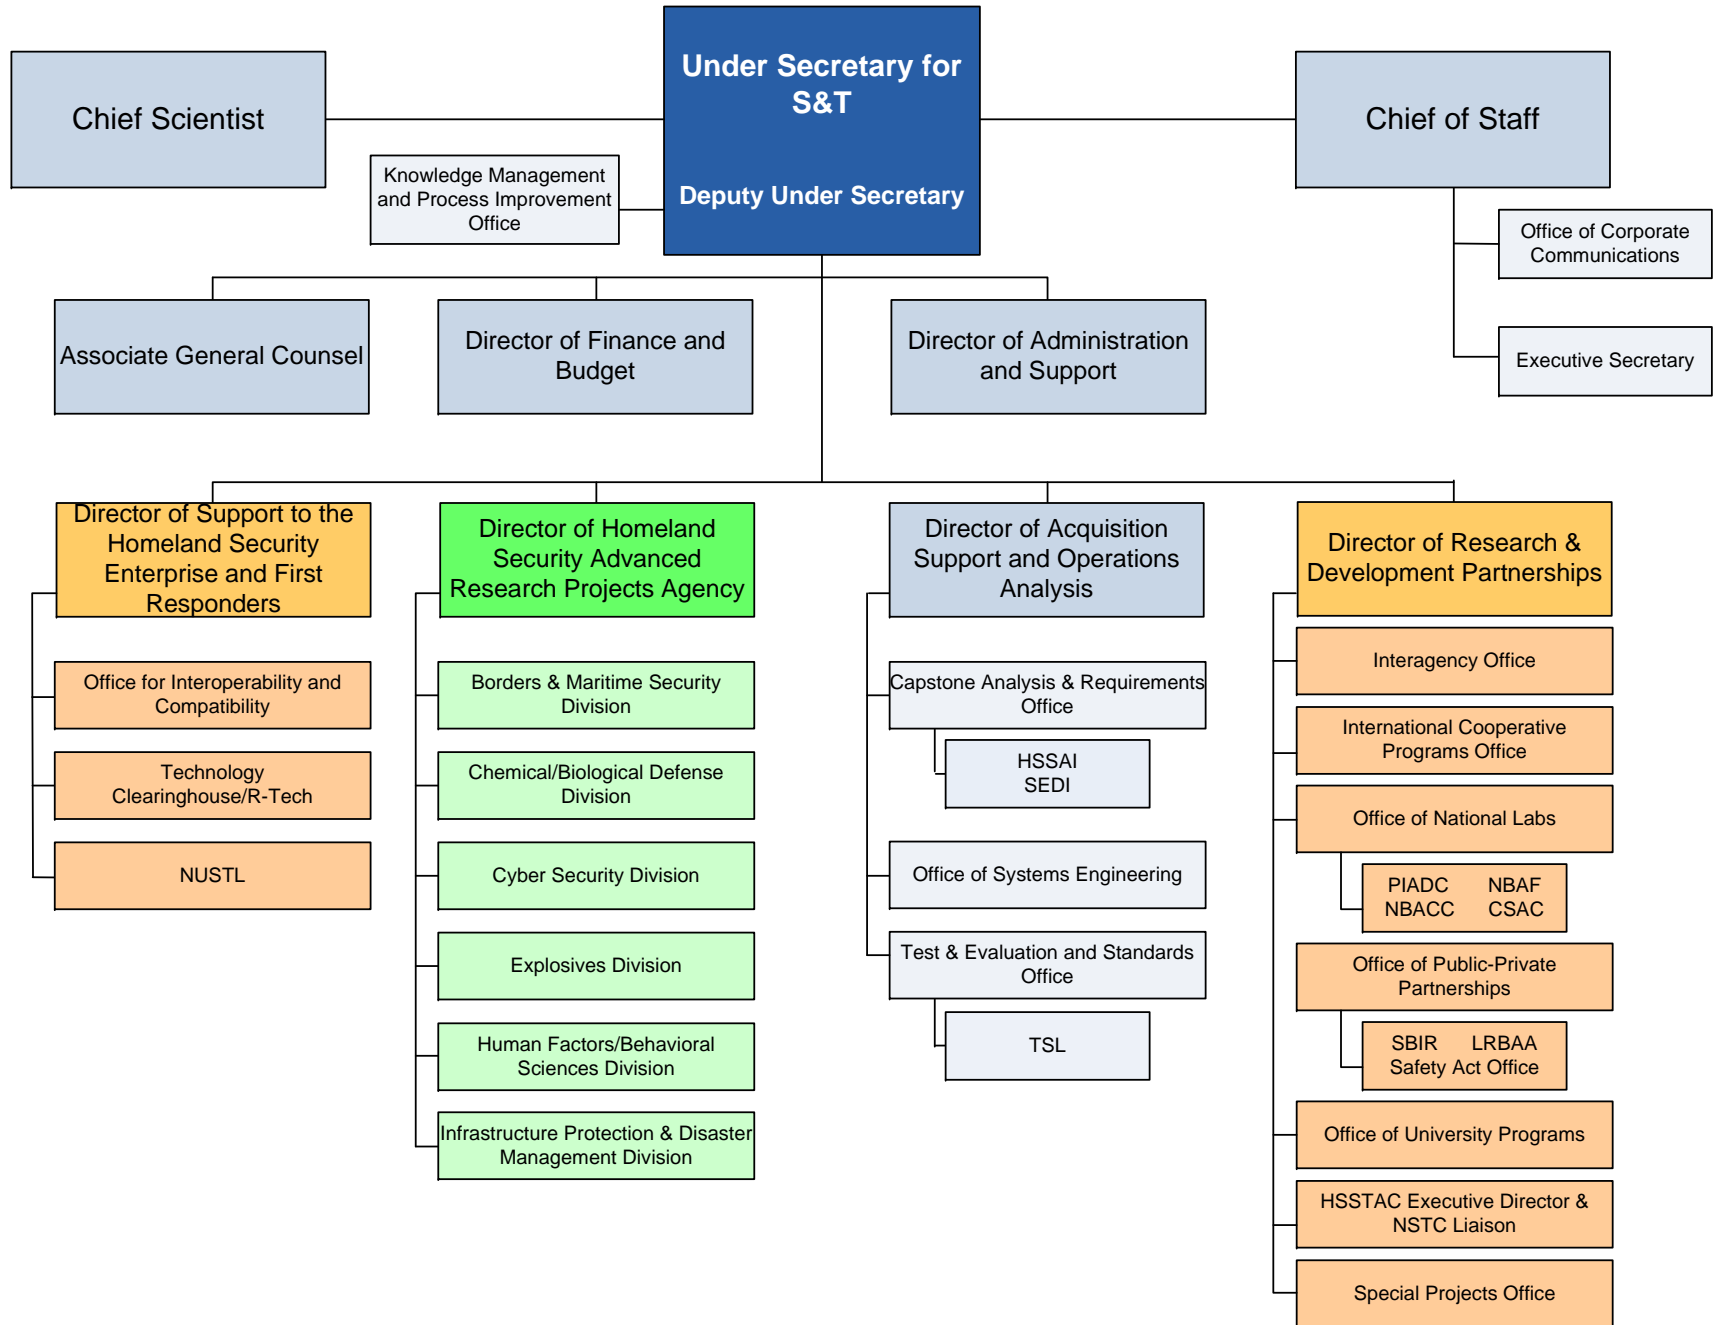 Under Secretary for
S&T
Deputy Under Secretary
Chief Scientist
Chief of Staff
Knowledge Management
and Process Improvement
Office
Office of Corporate
Communications
Executive Secretary
Associate General Counsel
Director of Finance and
Budget
Director of Administration
and Support
Director of Support to the
Homeland Security
Enterprise and First
Responders
Office for Interoperability and
Compatibility
Technology
Clearinghouse/R-Tech
NUSTL
Director of Homeland
Security Advanced
Research Projects Agency
Borders & Maritime Security
Division
Chemical/Biological Defense
Division
Cyber Security Division
Explosives Division
Human Factors/Behavioral
Sciences Division
Infrastructure Protection & Disaster
Management Division
Director of Acquisition
Support and Operations
Analysis
Capstone Analysis & Requirements
Office
HSSAI
SEDI
Office of Systems Engineering
Test & Evaluation and Standards
Office
TSL
Director of Research &
Development Partnerships
Interagency Office
International Cooperative
Programs Office
Office of National Labs
PIADC NBAF
NBACC CSAC
Office of Public-Private
Partnerships
SBIR LRBAA
Safety Act Office
Office of University Programs
HSSTAC Executive Director &
NSTC Liaison
Special Projects Office